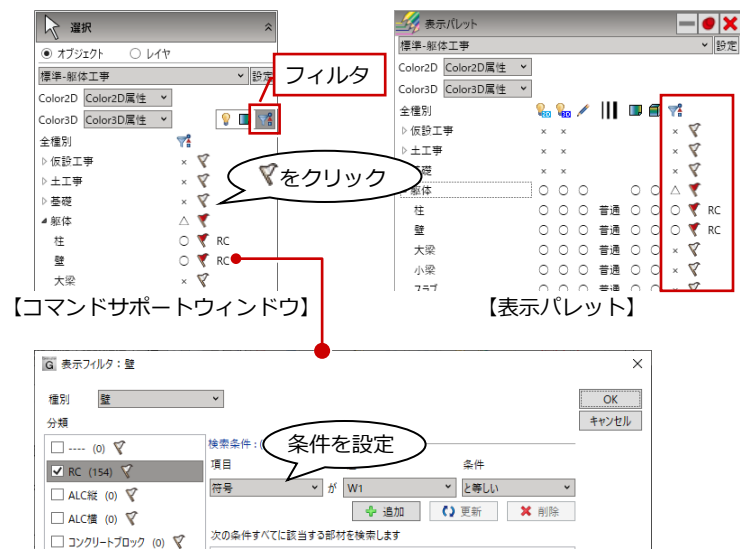 選択
オブジェクト レイヤ
標準-躯体工事 設定
Color2D Color2D属性
Color3D Color3D属性
全種別
仮設工事 ×
土工事 ×
基礎 ×
躯体 △
柱 ○ RC
壁 ○ RC
大梁 ×
フィルタ
をクリック
【コマンドサポートウィンドウ】
表示パレット
標準-躯体工事 設定
Color2D Color2D属性
Color3D Color3D属性
全種別 2D 3D
仮設工事 × × ×
土工事 × × ×
礎 × × ×
躯体 ○ ○ ○ ○ ○ △
柱 ○ ○ ○ 普通 ○ ○ ○ RC
壁 ○ ○ ○ 普通 ○ ○ ○ RC
大梁 ○ ○ ○ 普通 ○ ○ ×
小梁 ○ ○ ○ 普通 ○ ○ ×
スラブ ○ ○ ○ 普通 ○ ○ ×
【表示パレット】
G 表示フィルタ：壁
種別 壁
OK
キャンセル
分類
---- (0)
RC (154)
ALC縦 (0)
ALC横 (0)
コンクリートブロック (0)
検索条件：(
条件を設定
項目 条件
符号 が W1 と等しい
追加 更新 削除
次の条件すべてに該当する部材を検索します